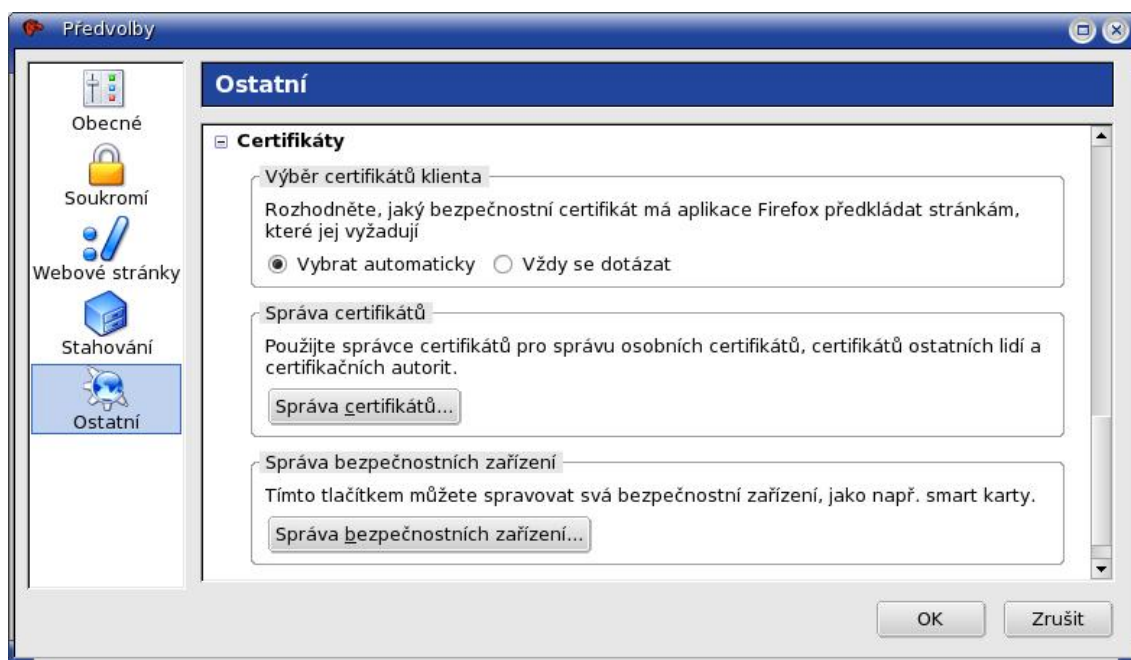 Předvolby
Obecné
Soukromí
Webové stránky
Stahování
Ostatní
Ostatní
Certifikáty
Výběr certifikátů klienta
Rozhodněte, jaký bezpečnostní certifikát má aplikace Firefox předkládat stránkám,
které jej vyžadují
Vybrat automaticky Vždy se dotázat
Správa certifikátů
Použijte správce certifikátů pro správu osobních certifikátů, certifikátů ostatních lidí a
certifikačních autorit.
Správa certifikátů...
Správa bezpečnostních zařízení
Tímto tlačítkem můžete spravovat svá bezpečnostní zařízení, jako např. smart karty.
Správa bezpečnostních zařízení...
OK Zrušit